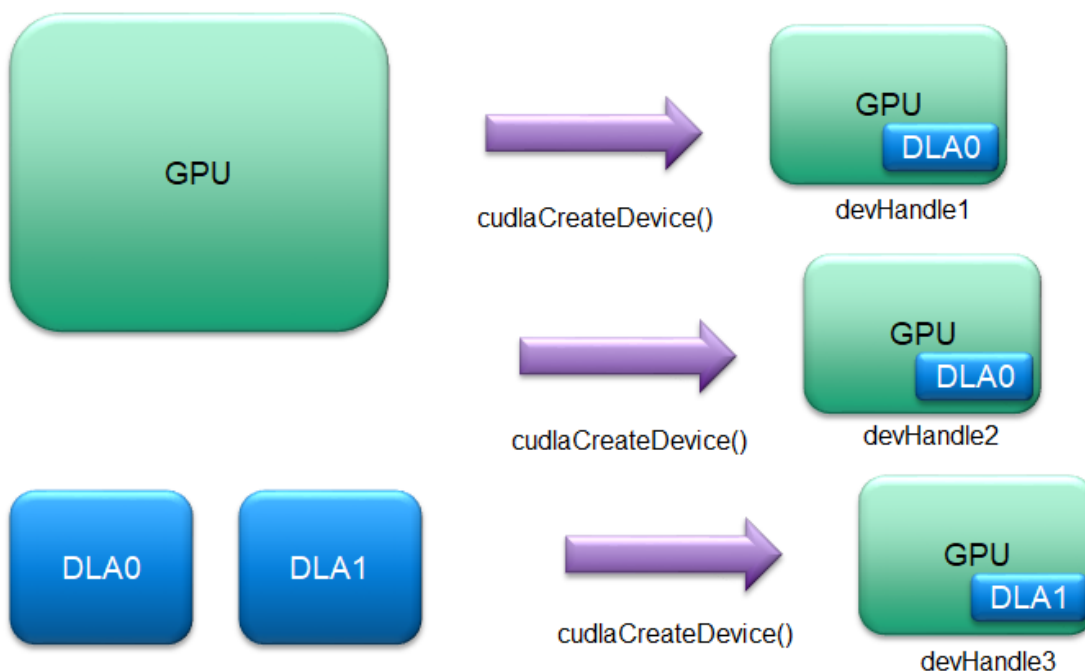 GPU
GPU
DLA0
devHandle1
cudlaCreateDevice()
GPU
DLA0
devHandle2
cudlaCreateDevice()
DLA0
DLA1
GPU
DLA1
devHandle3
cudlaCreateDevice()